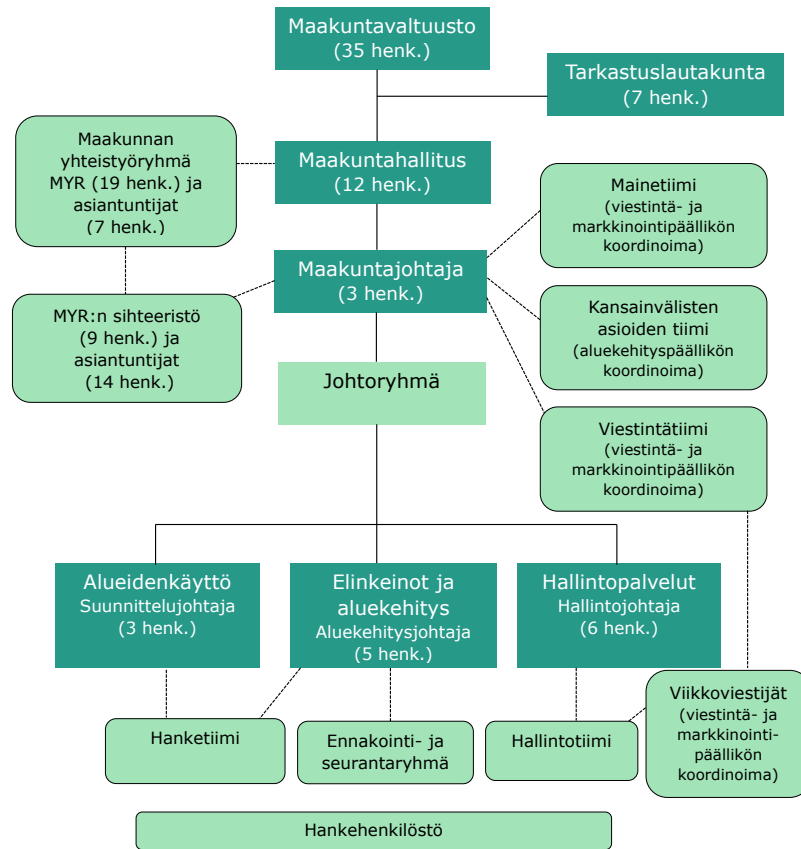 Maakuntavaltuusto
(35 henk.)
Tarkastuslautakunta
(7 henk.)
Maakunnan
yhteistyöryhmä
MYR (19 henk.) ja
asiantuntijat
(7 henk.)
Maakuntahallitus
(12 henk.)
Mainetiimi
(viestintä- ja
markkinointipäällikön
koordinoima)
Maakuntajohtaja
(3 henk.)
MYR:n sihteeristö
(9 henk.) ja
asiantuntijat
(14 henk.)
Kansainvälisten
asioiden tiimi
(aluekehityspäällikön
koordinoima)
Johtoryhmä
Viestintätiimi
(viestintä- ja
markkinointipäällikön
koordinoima)
Alueidenkäyttö
Suunnittelujohtaja
(3 henk.)
Elinkeinot ja
aluekehitys
Aluekehitysjohtaja
(5 henk.)
Hallintopalvelut
Hallintojohtaja
(6 henk.)
Viikkoviestijät
(viestintä- ja
markkinointi-
päällikön
koordinoima)
Hanketiimi
Ennakointi- ja
seurantaryhmä
Hallintotiimi
Hankehenkilöstö